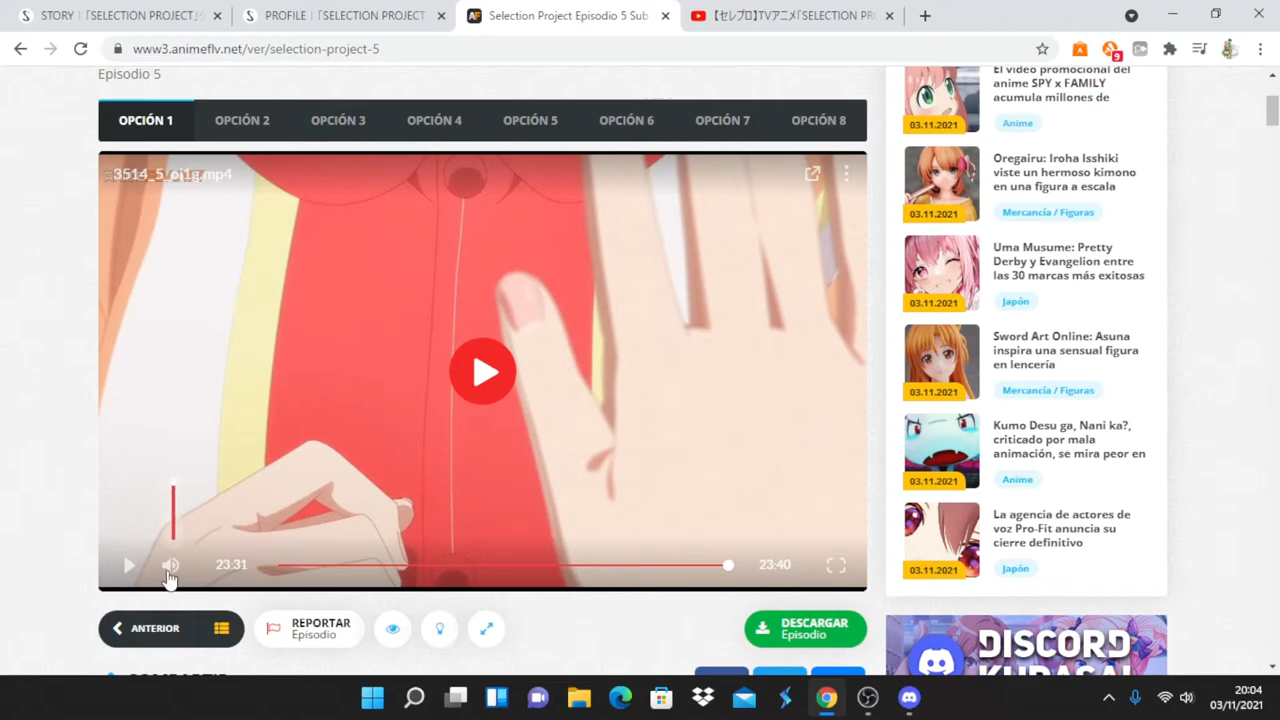 STORY |「SELECTION PROJECT」
PROFILE |「SELECTION PROJECT
Selection Project Episodio 5 Sub
【セレプロ】TVアニメ「SELECTION PR
www3.animeflv.net/ver/selection-project-5
9
Episodio 5
OPCIÓN 1
OPCIÓN 2
OPCIÓN 3
OPCIÓN 4
OPCIÓN 5
OPCIÓN 6
OPCIÓN 7
OPCIÓN 8
3514_5_oj1g.mp4
23:31
23:40
ANTERIOR
REPORTAR
Episodio
DESCARGAR
Episodio
El video promocional del
anime SPY x FAMILY
acumula millones de
03.11.2021
Anime
Oregairu: Iroha Isshiki
viste un hermoso kimono
en una figura a escala
03.11.2021
Mercancía / Figuras
Uma Musume: Pretty
Derby y Evangelion entre
las 30 marcas más exitosas
03.11.2021
Japón
Sword Art Online: Asuna
inspira una sensual figura
en lencería
03.11.2021
Mercancía / Figuras
Kumo Desu ga, Nani ka?,
criticado por mala
animación, se mira peor en
03.11.2021
Anime
La agencia de actores de
voz Pro-Fit anuncia su
cierre definitivo
03.11.2021
Japón
DISCORD
20:04
03/11/2021